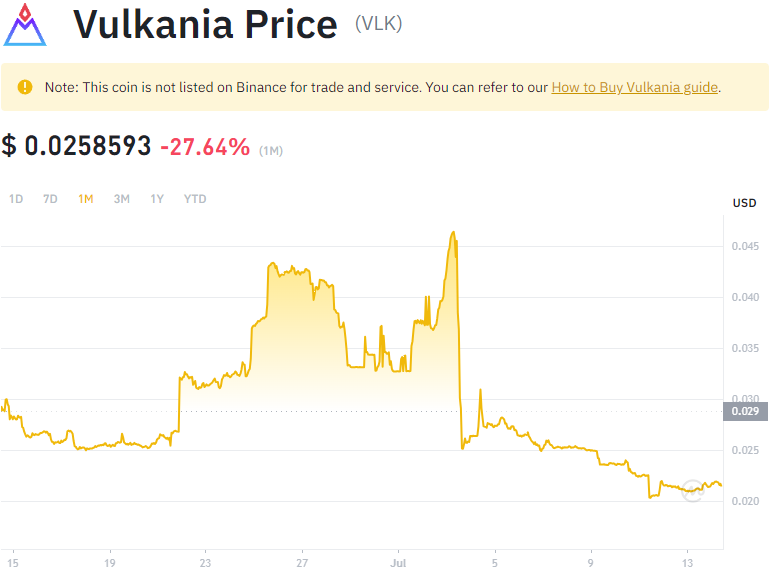 Vulkania Price (VLK)
Note: This coin is not listed on Binance for trade and service. You can refer to our How to Buy Vulkania guide.
$ 0.0258593 -27.64% (1M)
1D 7D 1M 3M 1Y YTD
USD
0.045
0.040
0.035
0.030
0.029
0.025
0.020
15 19 23 27 Jul 5 9 13